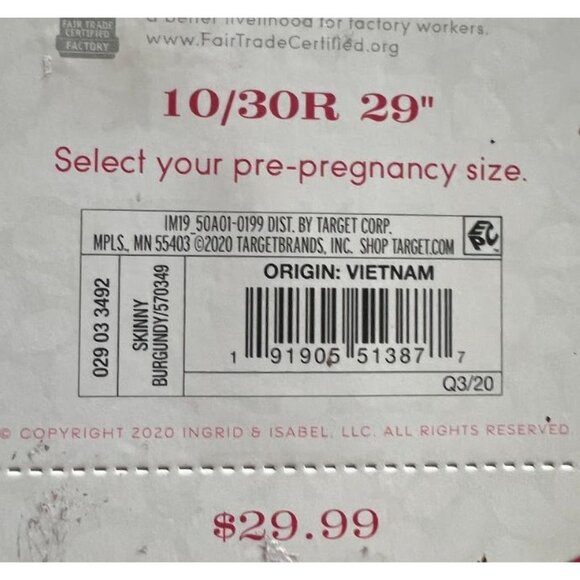 FAIR TRADE
CERTIFIED
FACTORY
a better livelihood for factory workers.
www.FairTradeCertified.org
10/30R 29"
Select your pre-pregnancy size.
IM19_50A01-0199 DIST. BY TARGET CORP.
MPLS., MN 55403 ©2020 TARGETBRANDS, INC. SHOP TARGET.COM
029 03 3492
SKINNY
BURGUNDY/570349
ORIGIN: VIETNAM
1 91905 51387 7
Q3/20
© COPYRIGHT 2020 INGRID & ISABEL, LLC. ALL RIGHTS RESERVED
$29.99